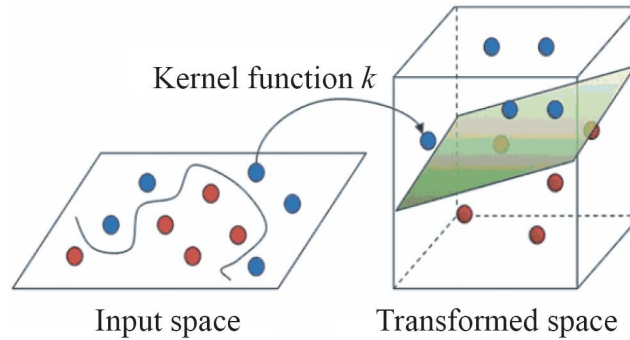 Kernel function k
Input space
Transformed space